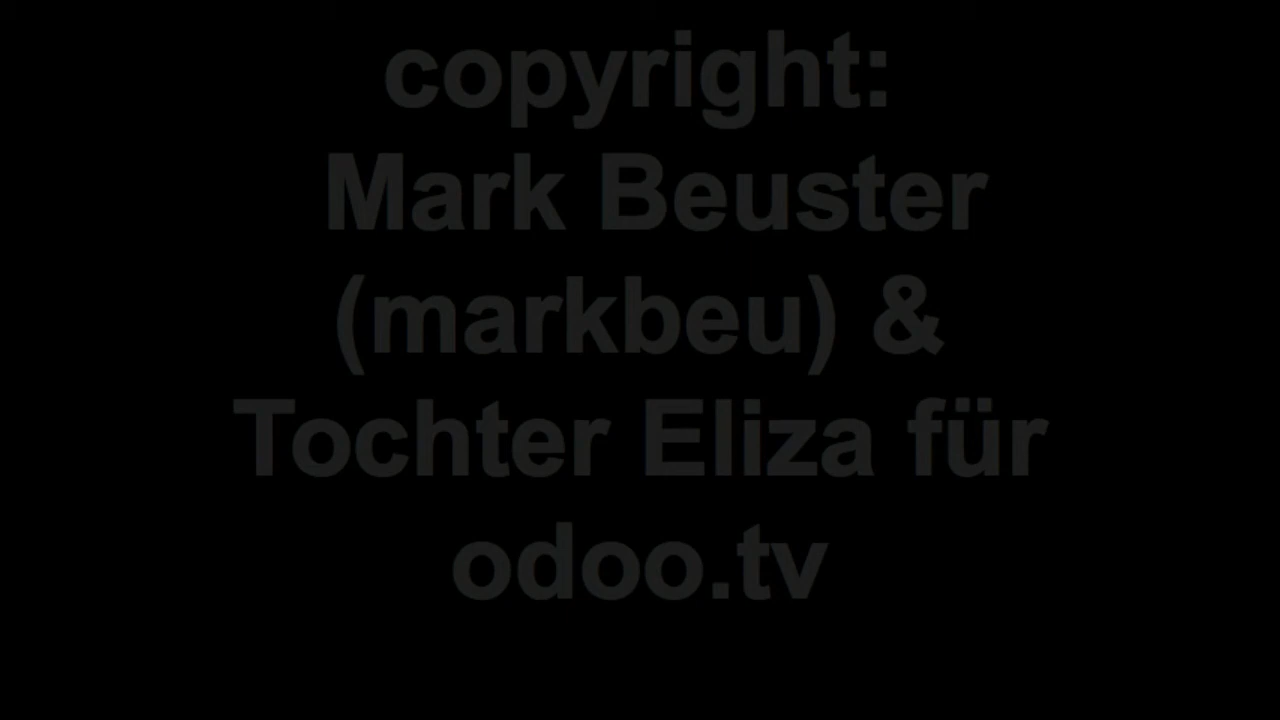 copyright:
Mark Beuster
(markbeu) &
Tochter Eliza für
odoo.tv